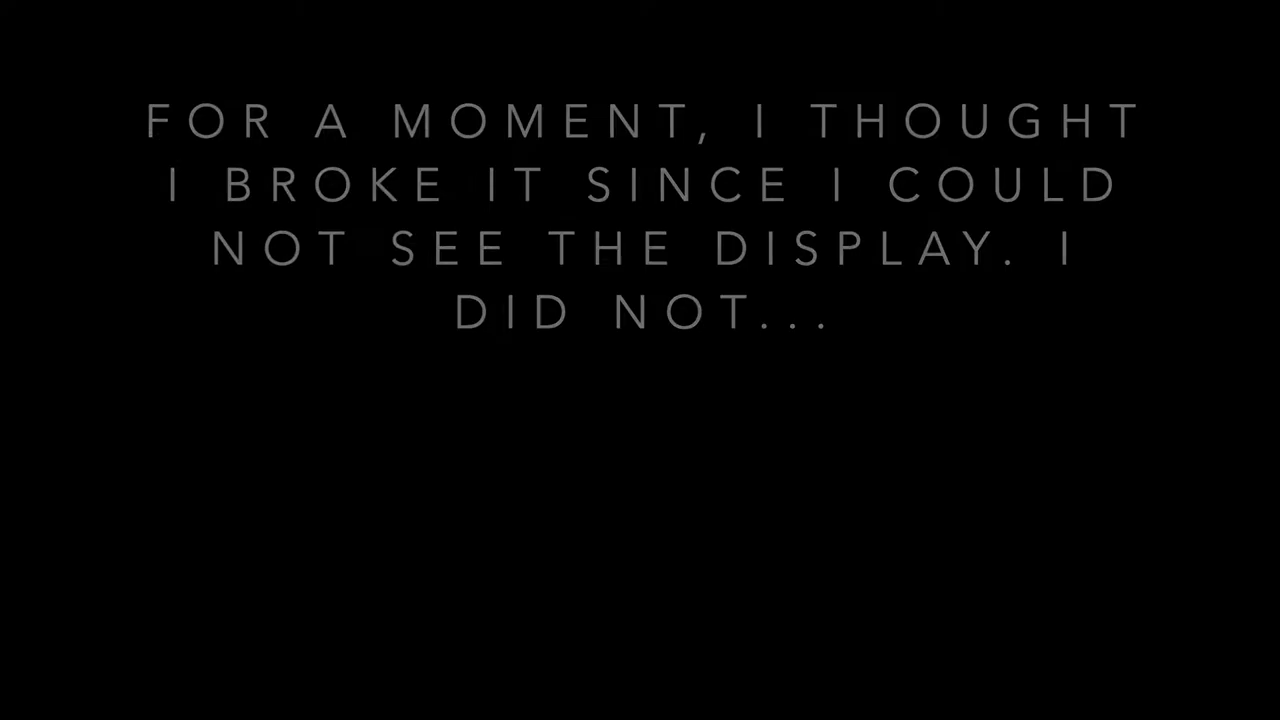 FOR A MOMENT, I THOUGHT
I BROKE IT SINCE I COULD
NOT SEE THE DISPLAY. I
DID NOT...